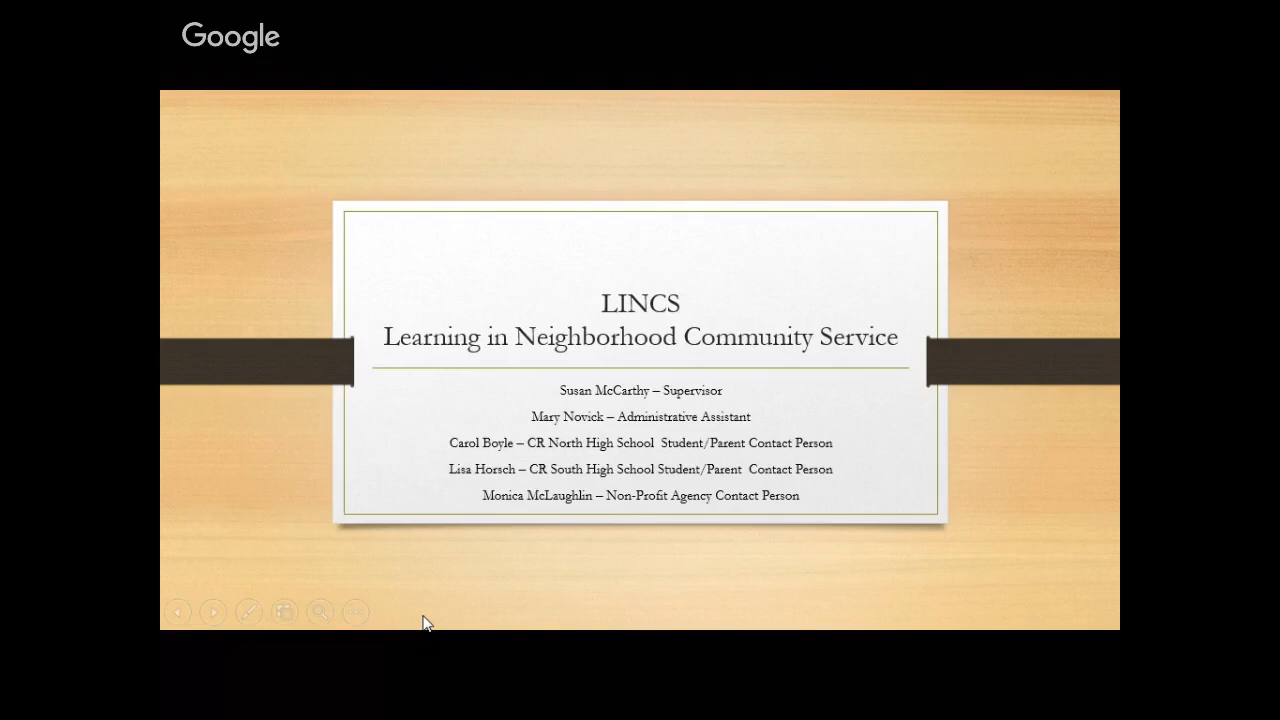 Google
LINCS
Learning in Neighborhood Community Service
Susan McCarthy – Supervisor
Mary Novick – Administrative Assistant
Carol Boyle – CR North High School  Student/Parent Contact Person
Lisa Horsch – CR South High School Student/Parent  Contact Person
Monica McLaughlin – Non-Profit Agency Contact Person